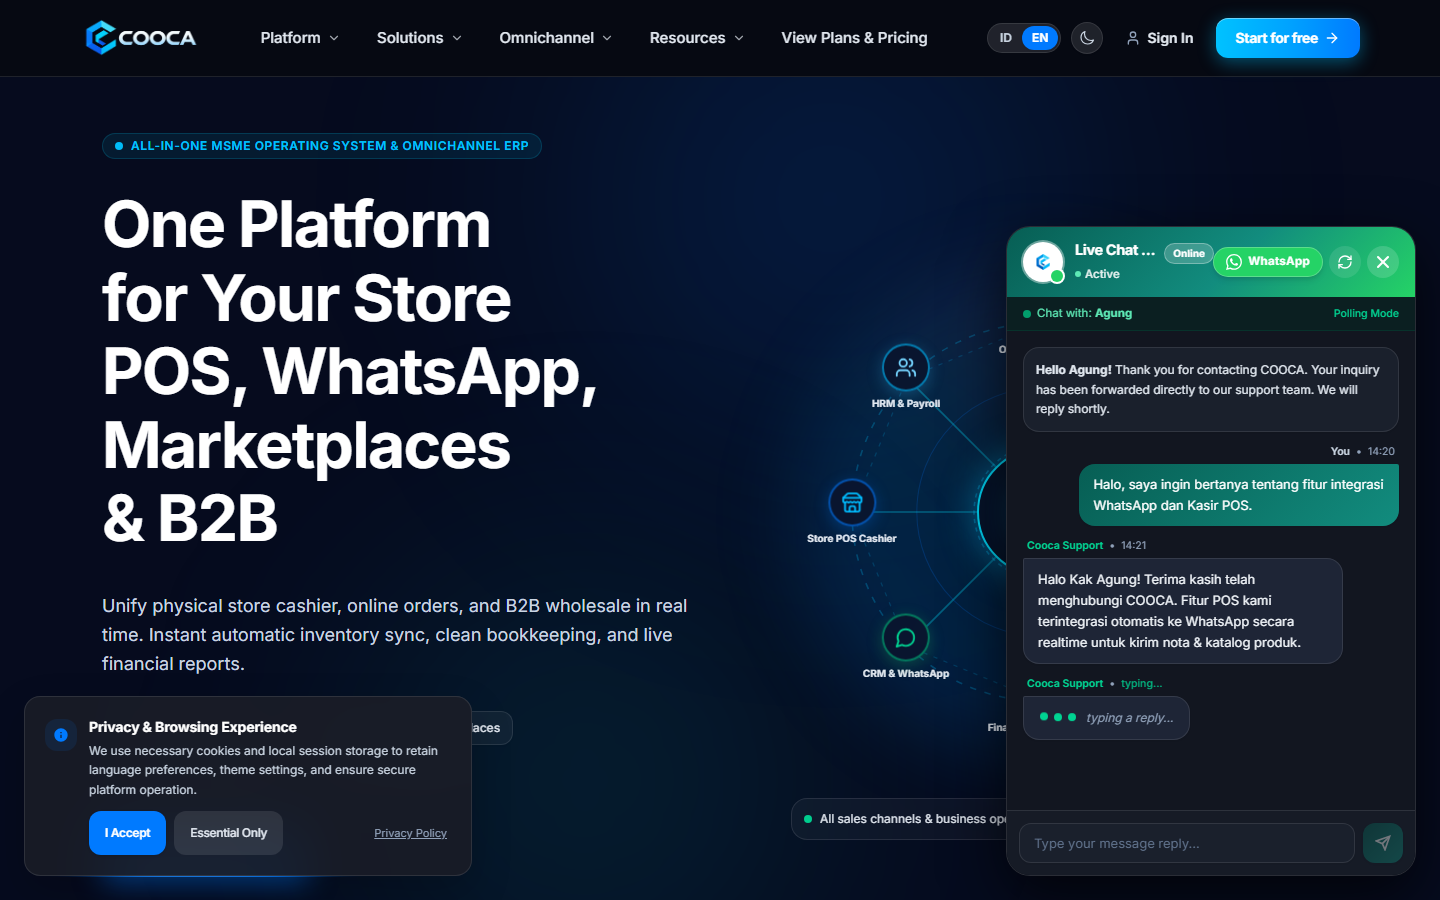 COOCA
Platform
Solutions
Omnichannel
Resources
View Plans & Pricing
ID EN
Sign In
Start for free
ALL-IN-ONE MSME OPERATING SYSTEM & OMNICHANNEL ERP
One Platform
for Your Store
POS, WhatsApp,
Marketplaces
& B2B
Unify physical store cashier, online orders, and B2B wholesale in real
time. Instant automatic inventory sync, clean bookkeeping, and live
financial reports.
HRM & Payroll
Store POS Cashier
CRM & WhatsApp
All sales channels & business
Privacy & Browsing Experience
We use necessary cookies and local session storage to retain
language preferences, theme settings, and ensure secure
platform operation.
I Accept
Essential Only
Privacy Policy
Live Chat ...
Online
Active
WhatsApp
Chat with: Agung
Polling Mode
Hello Agung! Thank you for contacting COOCA. Your inquiry
has been forwarded directly to our support team. We will
reply shortly.
You • 14:20
Halo, saya ingin bertanya tentang fitur integrasi
WhatsApp dan Kasir POS.
Cooca Support • 14:21
Halo Kak Agung! Terima kasih telah
menghubungi COOCA. Fitur POS kami
terintegrasi otomatis ke WhatsApp secara
realtime untuk kirim nota & katalog produk.
Cooca Support • typing...
typing a reply...
Type your message reply...